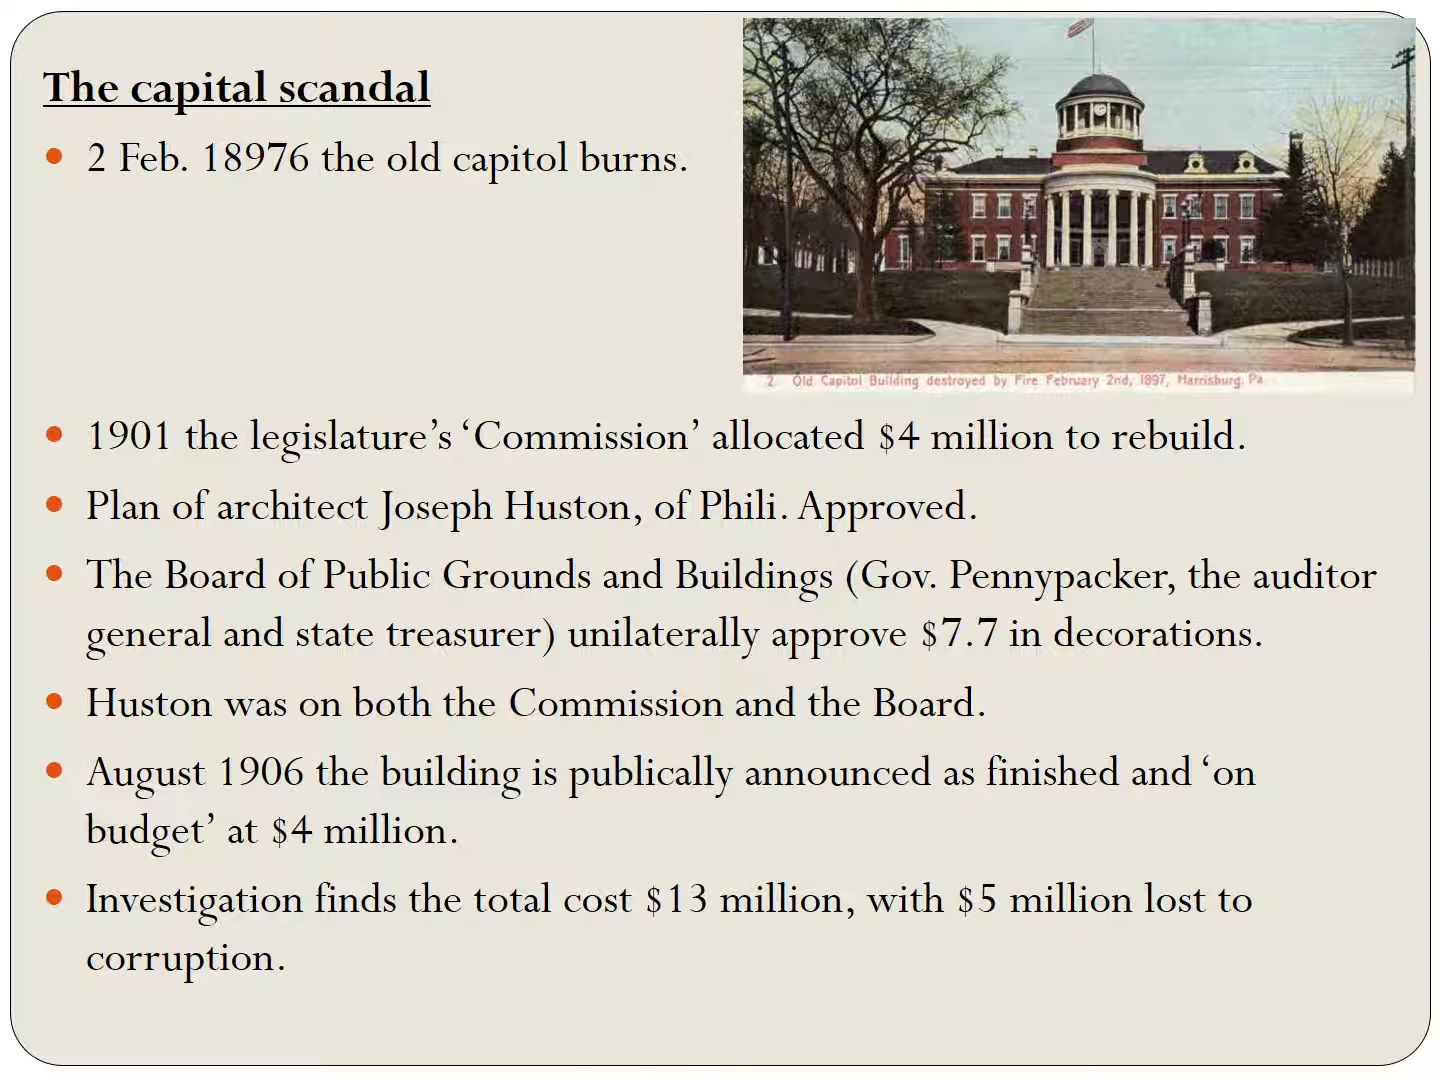 The capital scandal
2 Feb. 18976 the old capitol burns.
2. Old Capitol Building destroyed by Fire February 2nd, 1897, Harrisburg, Pa.
1901 the legislature’s ‘Commission’ allocated $4 million to rebuild.
Plan of architect Joseph Huston, of Phili. Approved.
The Board of Public Grounds and Buildings (Gov. Pennypacker, the auditor
general and state treasurer) unilaterally approve $7.7 in decorations.
Huston was on both the Commission and the Board.
August 1906 the building is publically announced as finished and ‘on
budget’ at $4 million.
Investigation finds the total cost $13 million, with $5 million lost to
corruption.